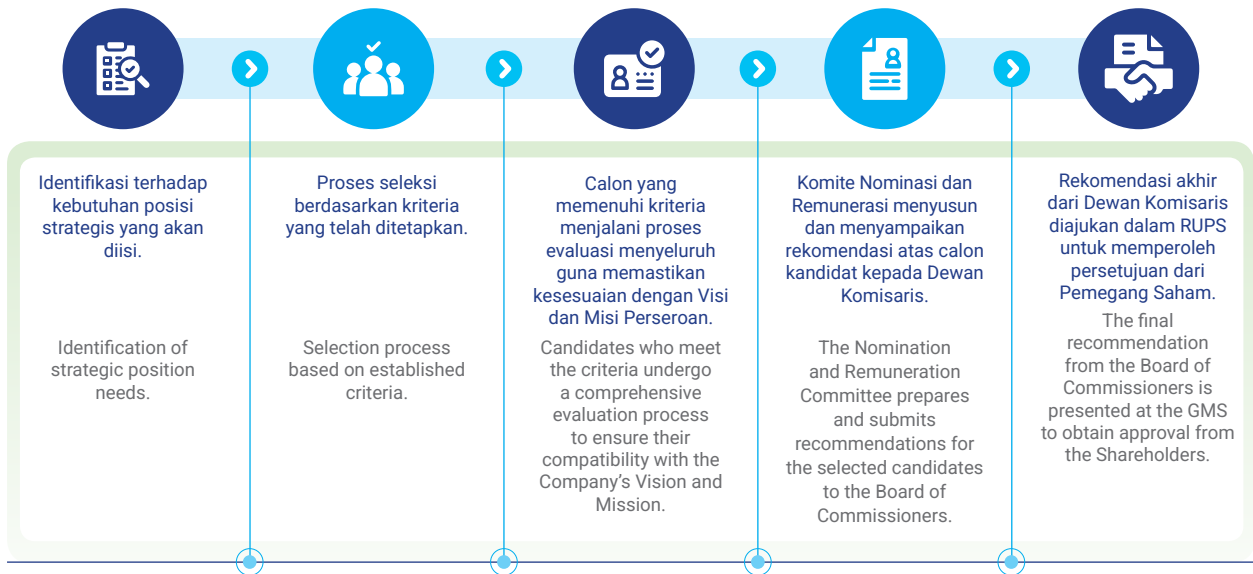 Identifikasi terhadap
kebutuhan posisi
strategis yang akan
diisi.
Identification of
strategic position
needs.
Proses seleksi
berdasarkan kriteria
yang telah ditetapkan.
Selection process
based on established
criteria.
Calon yang
memenuhi kriteria
menjalani proses
evaluasi menyeluruh
guna memastikan
kesesuaian dengan Visi
dan Misi Perseroan.
Candidates who meet
the criteria undergo
a comprehensive
evaluation process
to ensure their
compatibility with the
Company’s Vision and
Mission.
Komite Nominasi dan
Remunerasi menyusun
dan menyampaikan
rekomendasi atas calon
kandidat kepada Dewan
Komisaris.
The Nomination
and Remuneration
Committee prepares
and submits
recommendations for
the selected candidates
to the Board of
Commissioners.
Rekomendasi akhir
dari Dewan Komisaris
diajukan dalam RUPS
untuk memperoleh
persetujuan dari
Pemegang Saham.
The final
recommendation
from the Board of
Commissioners is
presented at the GMS
to obtain approval from
the Shareholders.